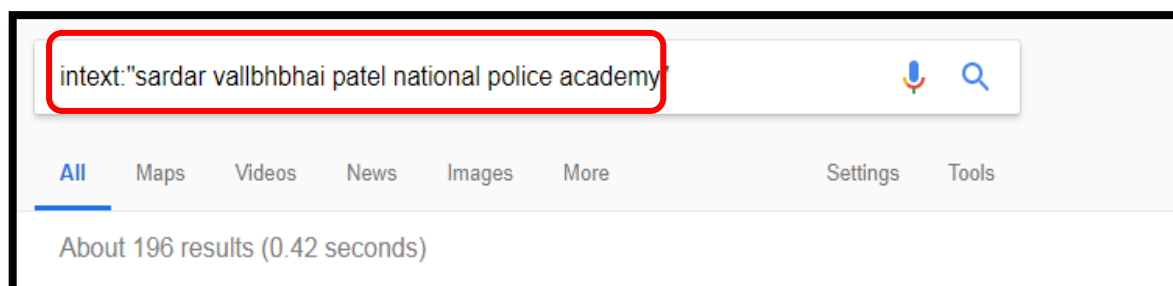 intext:"sardar vallbhbhai patel national police academy"
All Maps Videos News Images More Settings Tools
About 196 results (0.42 seconds)